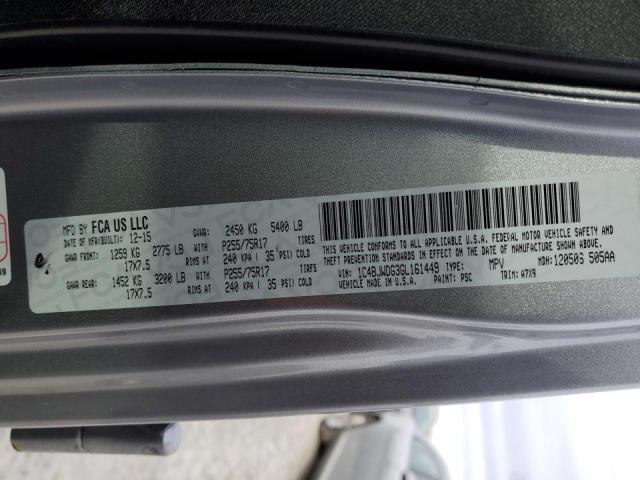 MFD BY FCA US LLC
DATE OF MFR(BUILT) 12-15 GVWR: 2450 KG 5400 LB
GAWR FRONT: 1259 KG 2775 LB WITH P255/75R17 TIRES
17X7.5 RIMS AT 240 KPA ( 35 PSI) COLD
GAWR REAR: 1452 KG 3200 LB WITH P255/75R17 TIRES
17X7.5 RIMS AT 240 KPA ( 35 PSI) COLD
THIS VEHICLE CONFORMS TO ALL APPLICABLE U.S.A. FEDERAL MOTOR VEHICLE SAFETY AND
THEFT PREVENTION STANDARDS IN EFFECT ON THE DATE OF MANUFACTURE SHOWN ABOVE.
VIN: 1C4BJWDG3GL161449 TYPE: MPV MDH:120506 505AA
VEHICLE MADE IN U.S.A. PAINT: PSC TRIM: A7X9